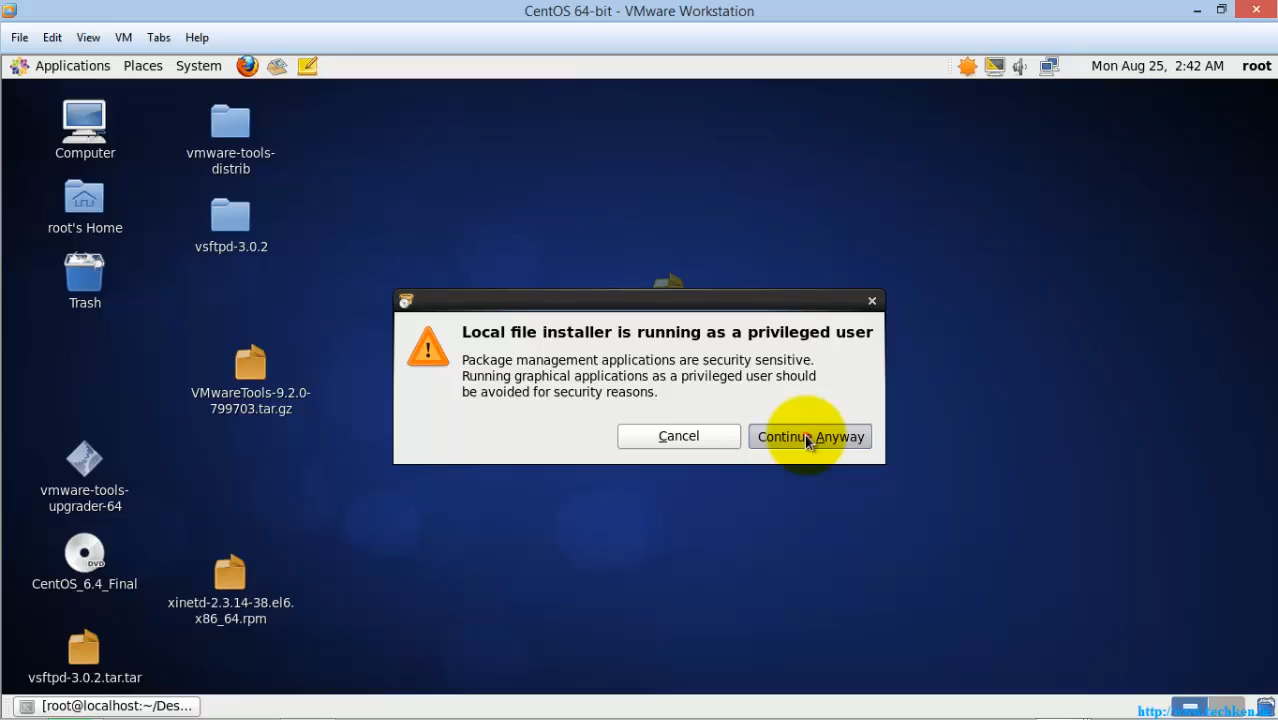 CentOS 64-bit - VMware Workstation
File Edit View VM Tabs Help
Applications Places System
Mon Aug 25, 2:42 AM root
Computer
vmware-tools-
distrib
root's Home
vsftpd-3.0.2
Trash
Local file installer is running as a privileged user
Package management applications are security sensitive.
Running graphical applications as a privileged user should
be avoided for security reasons.
Cancel Continue Anyway
VMwareTools-9.2.0-
799703.tar.gz
vmware-tools-
upgrader-64
DVD
CentOS_6.4_Final
xinetd-2.3.14-38.el6.
x86_64.rpm
vsftpd-3.0.2.tar.tar
[root@localhost:~/Des...